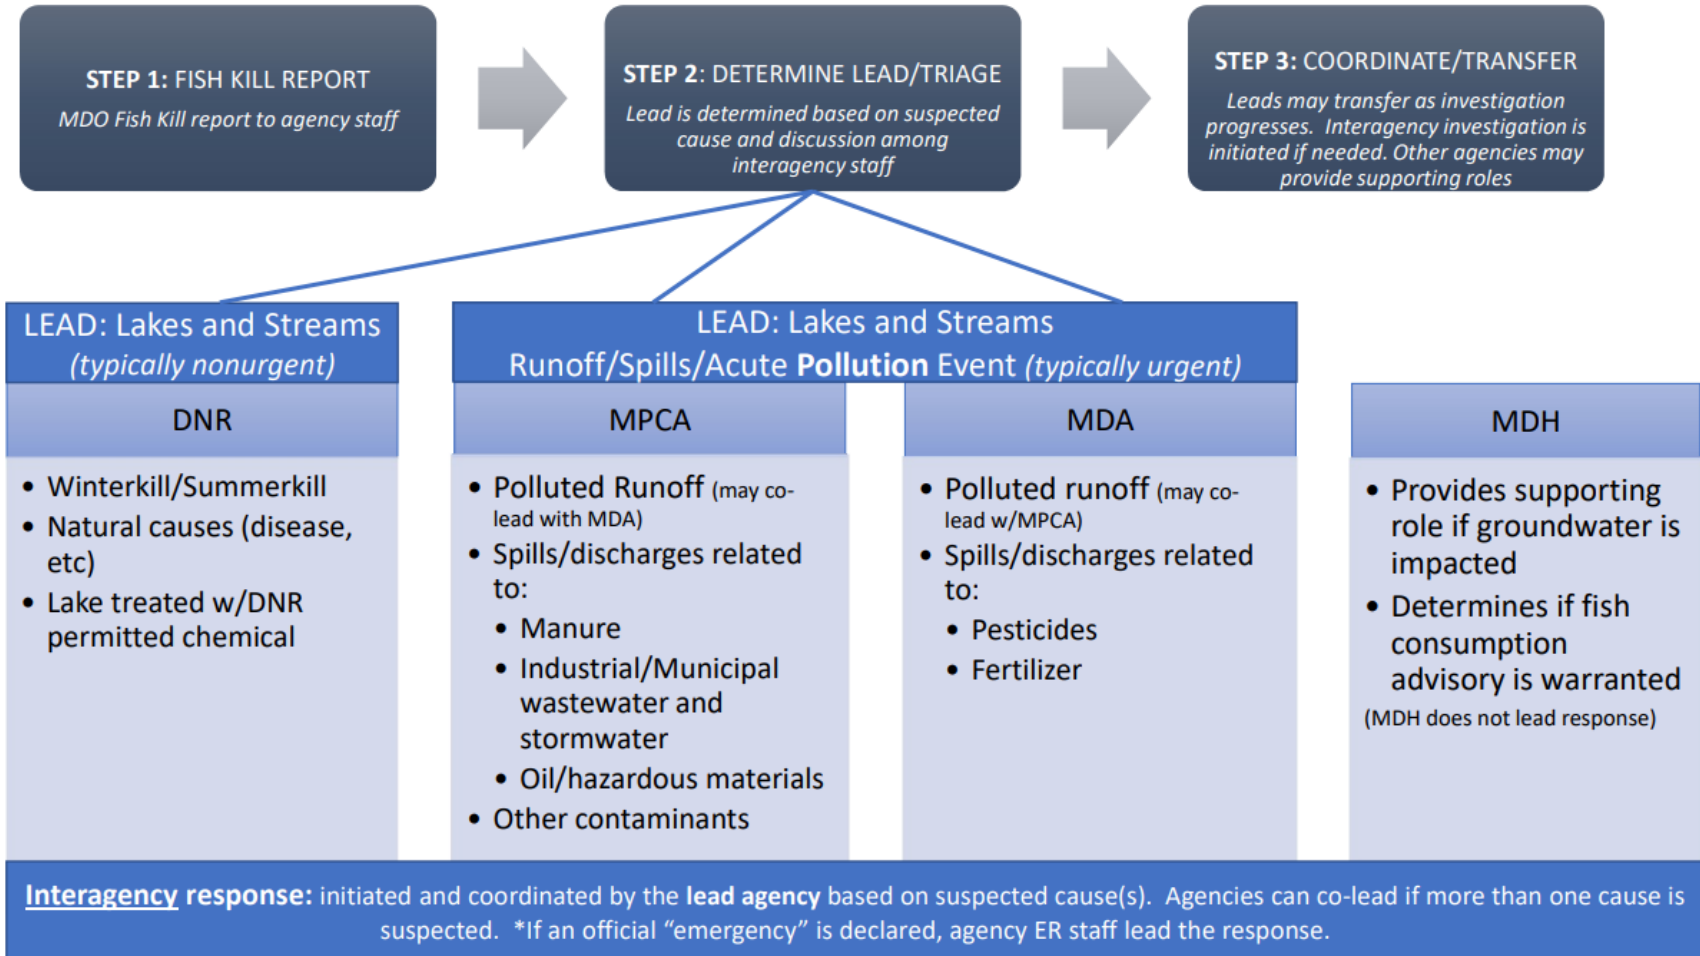 STEP 1: FISH KILL REPORT
MDO Fish Kill report to agency staff
STEP 2: DETERMINE LEAD/TRIAGE
Lead is determined based on suspected
cause and discussion among
interagency staff
STEP 3: COORDINATE/TRANSFER
Leads may transfer as investigation
progresses. Interagency investigation is
initiated if needed. Other agencies may
provide supporting roles
LEAD: Lakes and Streams
(typically nonurgent)
LEAD: Lakes and Streams
Runoff/Spills/Acute Pollution Event (typically urgent)
DNR
• Winterkill/Summerkill
• Natural causes (disease,
etc)
• Lake treated w/DNR
permitted chemical
MPCA
• Polluted Runoff (may co-
lead with MDA)
• Spills/discharges related
to:
• Manure
• Industrial/Municipal
wastewater and
stormwater
• Oil/hazardous materials
• Other contaminants
MDA
• Polluted runoff (may co-
lead w/MPCA)
• Spills/discharges related
to:
• Pesticides
• Fertilizer
MDH
• Provides supporting
role if groundwater is
impacted
• Determines if fish
consumption
advisory is warranted
(MDH does not lead response)
Interagency response: initiated and coordinated by the lead agency based on suspected cause(s). Agencies can co-lead if more than one cause is
suspected. *If an official “emergency” is declared, agency ER staff lead the response.